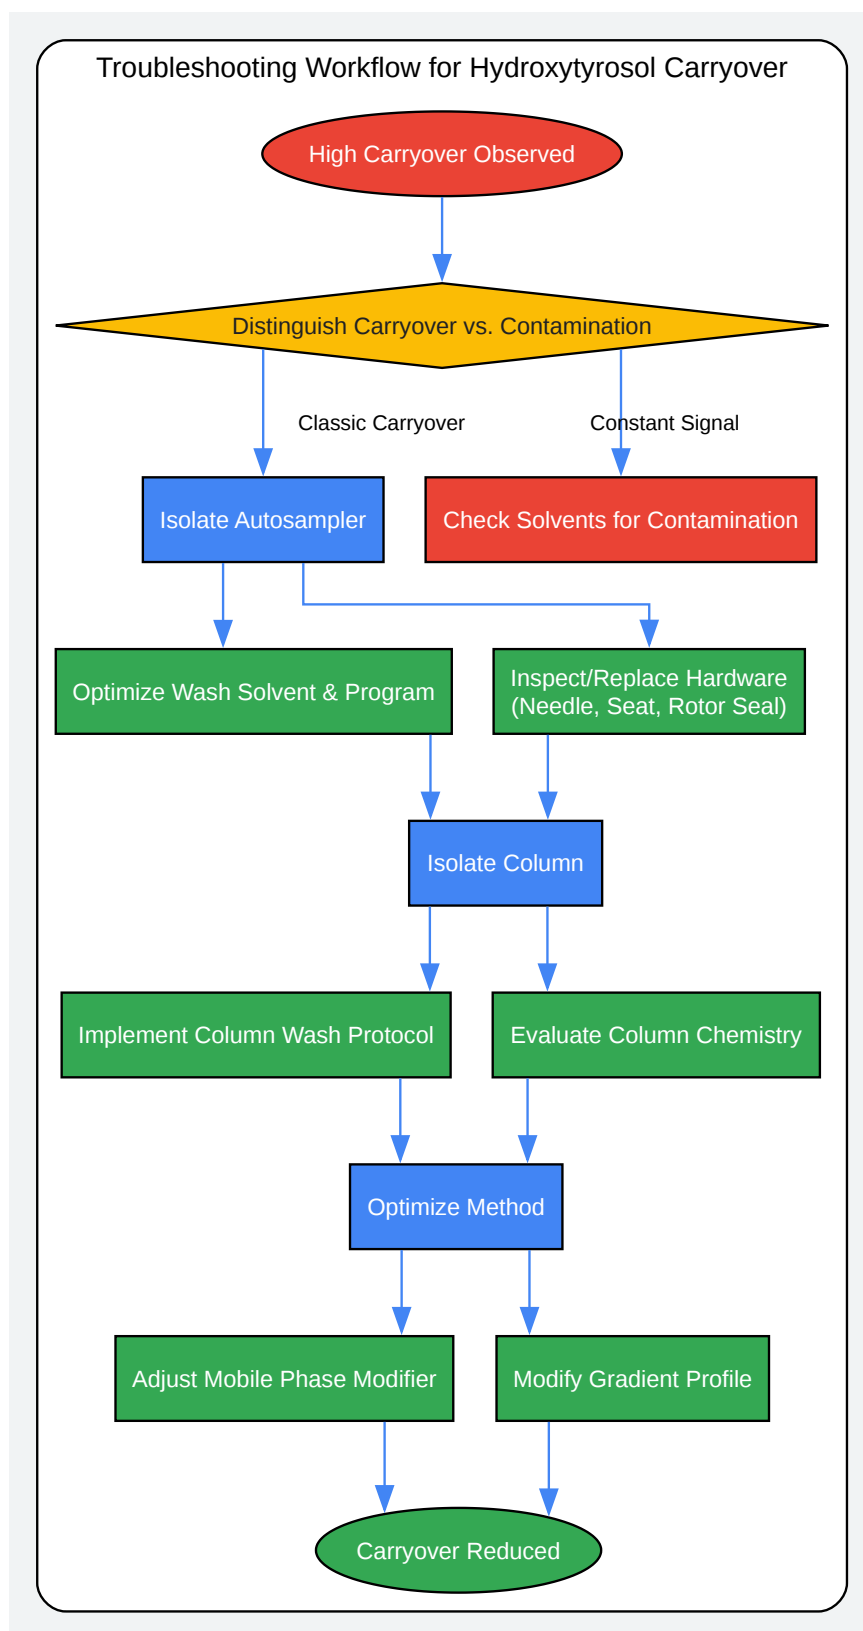 Troubleshooting Workflow for Hydroxytyrosol Carryover
High Carryover Observed
Distinguish Carryover vs. Contamination
Classic Carryover
Constant Signal
Isolate Autosampler
Check Solvents for Contamination
Optimize Wash Solvent & Program
Inspect/Replace Hardware
(Needle, Seat, Rotor Seal)
Isolate Column
Implement Column Wash Protocol
Evaluate Column Chemistry
Optimize Method
Adjust Mobile Phase Modifier
Modify Gradient Profile
Carryover Reduced